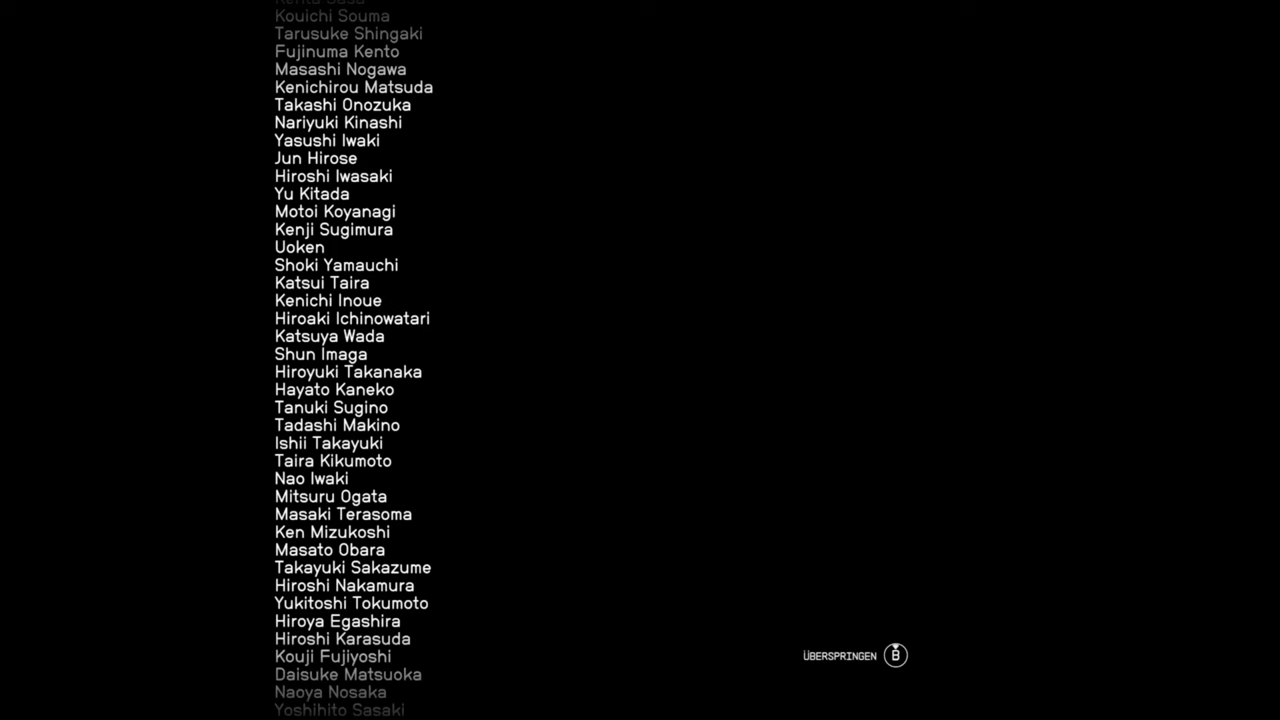 Kouichi Souma
Tarusuke Shingaki
Fujinuma Kento
Masashi Nogawa
Kenichirou Matsuda
Takashi Onozuka
Nariyuki Kinashi
Yasushi Iwaki
Jun Hirose
Hiroshi Iwasaki
Yu Kitada
Motoi Koyanagi
Kenji Sugimura
Uoken
Shoki Yamauchi
Katsui Taira
Kenichi Inoue
Hiroaki Ichinowatari
Katsuya Wada
Shun Imaga
Hiroyuki Takanaka
Hayato Kaneko
Tanuki Sugino
Tadashi Makino
Ishii Takayuki
Taira Kikumoto
Nao Iwaki
Mitsuru Ogata
Masaki Terasoma
Ken Mizukoshi
Masato Obara
Takayuki Sakazume
Hiroshi Nakamura
Yukitoshi Tokumoto
Hiroya Egashira
Hiroshi Karasuda
Kouji Fujiyoshi
Daisuke Matsuoka
Naoya Nosaka
Yoshihito Sasaki
ÜBERSPRINGEN B